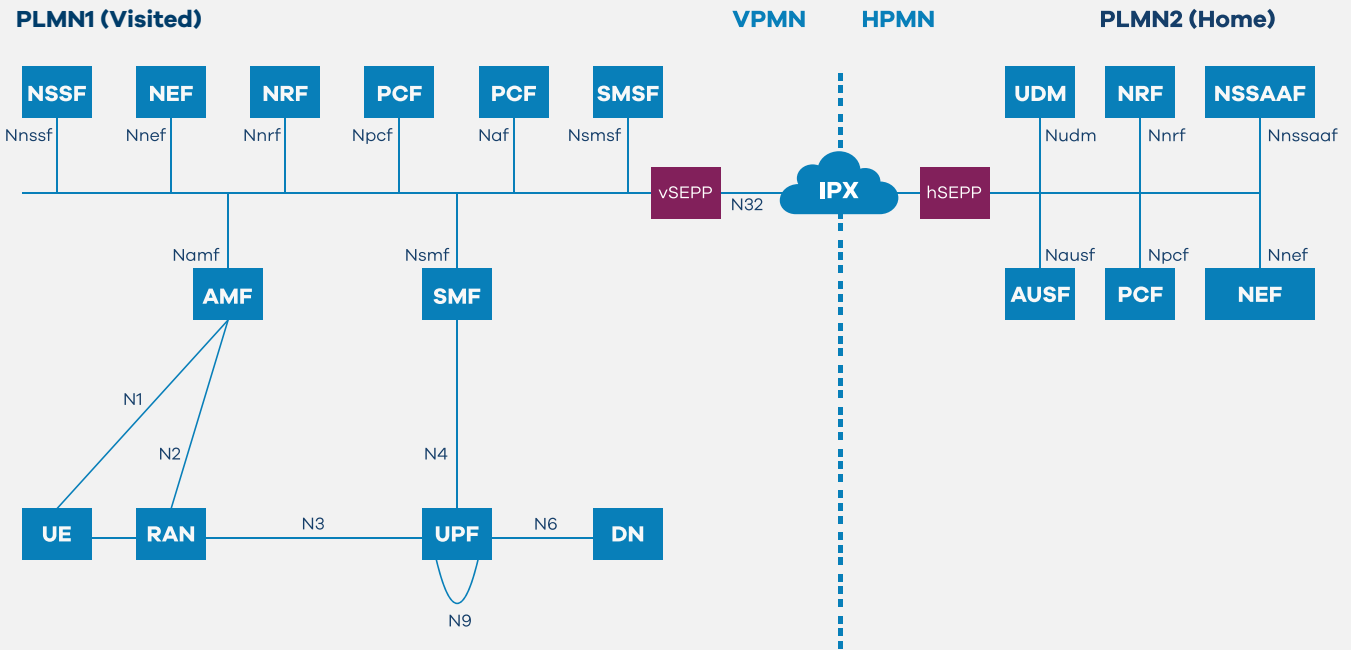 PLMN1 (Visited)
VPMN
HPMN
PLMN2 (Home)
NSSF
NEF
NRF
PCF
PCF
SMSF
UDM
NRF
NSSAAF
Nnssf
Nnef
Nnrf
Npcf
Naf
Nsmsf
Nudm
Nnrf
Nnssaaf
vSEPP
N32
IPX
hSEPP
Namf
Nsmf
Nausf
Npcf
Nnef
AMF
SMF
AUSF
PCF
NEF
N1
N2
N4
N3
N6
UE
RAN
UPF
DN
N9